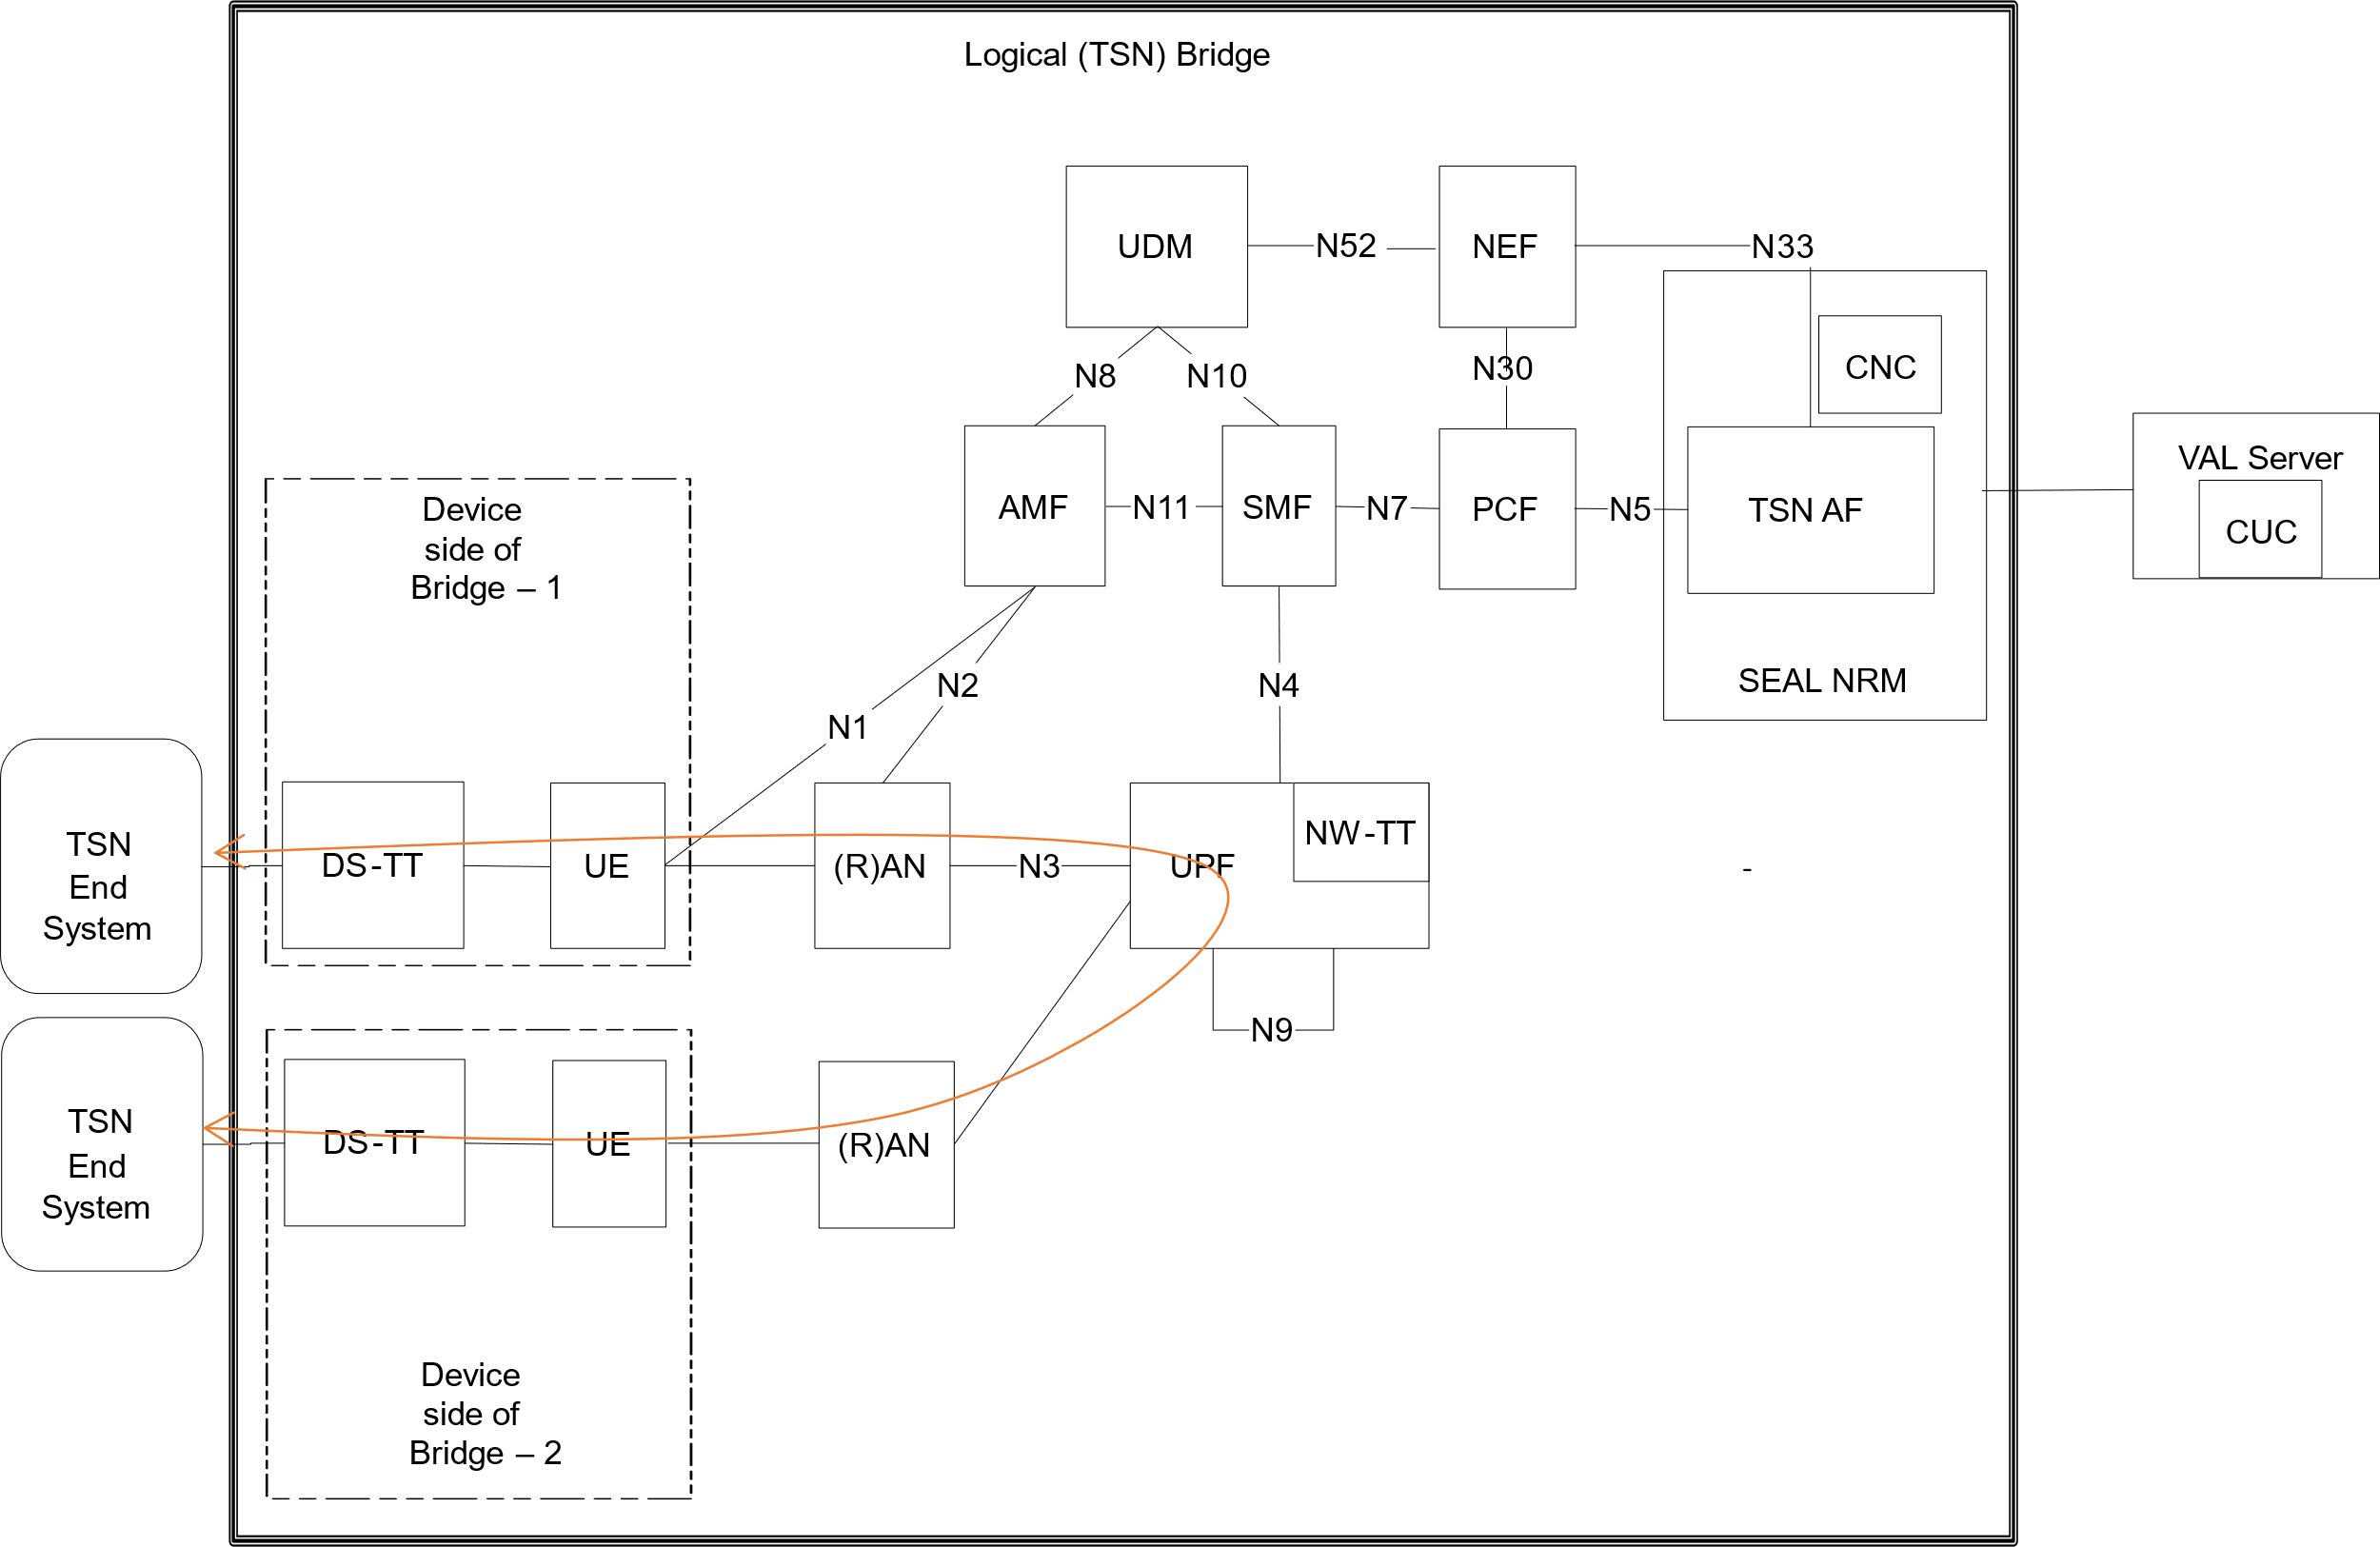 Logical (TSN) Bridge
UDM
N52
NEF
N33
N8
N10
N30
CNC
AMF
N11
SMF
N7
PCF
N5
TSN AF
VAL Server
CUC
Device
side of
Bridge – 1
N2
N1
N4
SEAL NRM
TSN
End
System
DS-TT
UE
(R)AN
N3
UPF
NW-TT
-
N9
TSN
End
System
DS-TT
UE
(R)AN
Device
side of
Bridge – 2